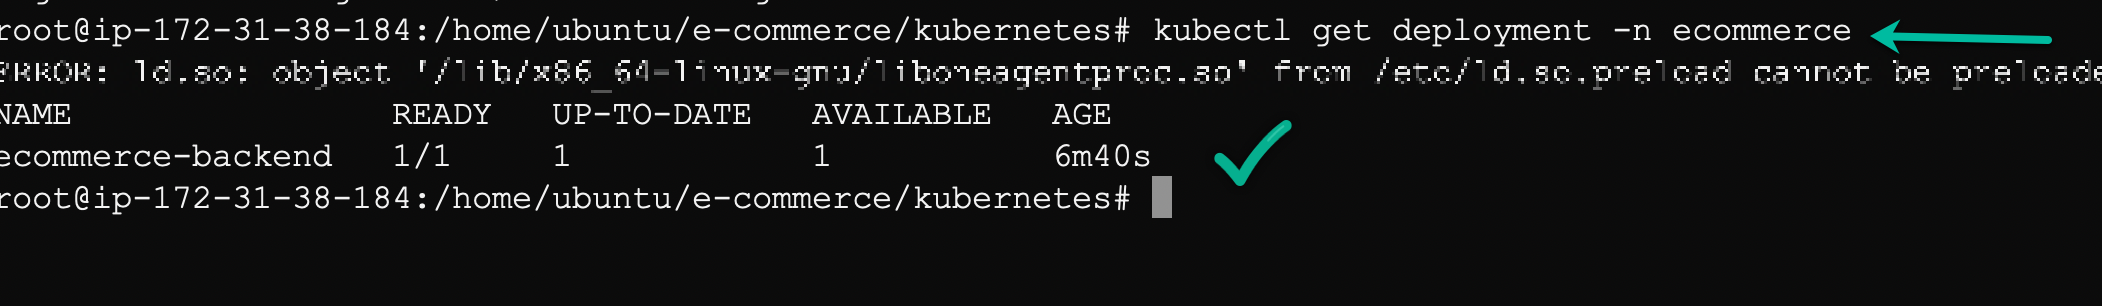 root@ip-172-31-38-184:/home/ubuntu/e-commerce/kubernetes# kubectl get deployment -n ecommerce
ERROR: ld.so: object '/lib/x86_64-linux-gnu/liboneagentproc.so' from /etc/ld.so.preload cannot be preloade
NAME READY UP-TO-DATE AVAILABLE AGE
ecommerce-backend 1/1 1 1 6m40s
root@ip-172-31-38-184:/home/ubuntu/e-commerce/kubernetes#